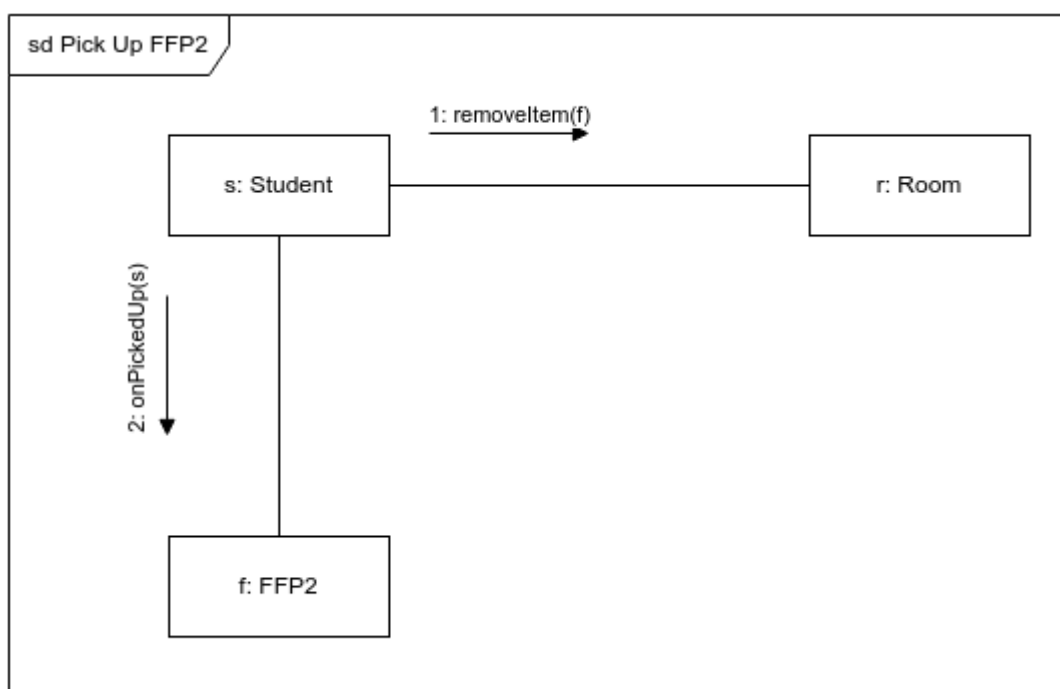 sd Pick Up FFP2
1: removeItem(f)
s: Student
r: Room
2: onPickedUp(s)
f: FFP2